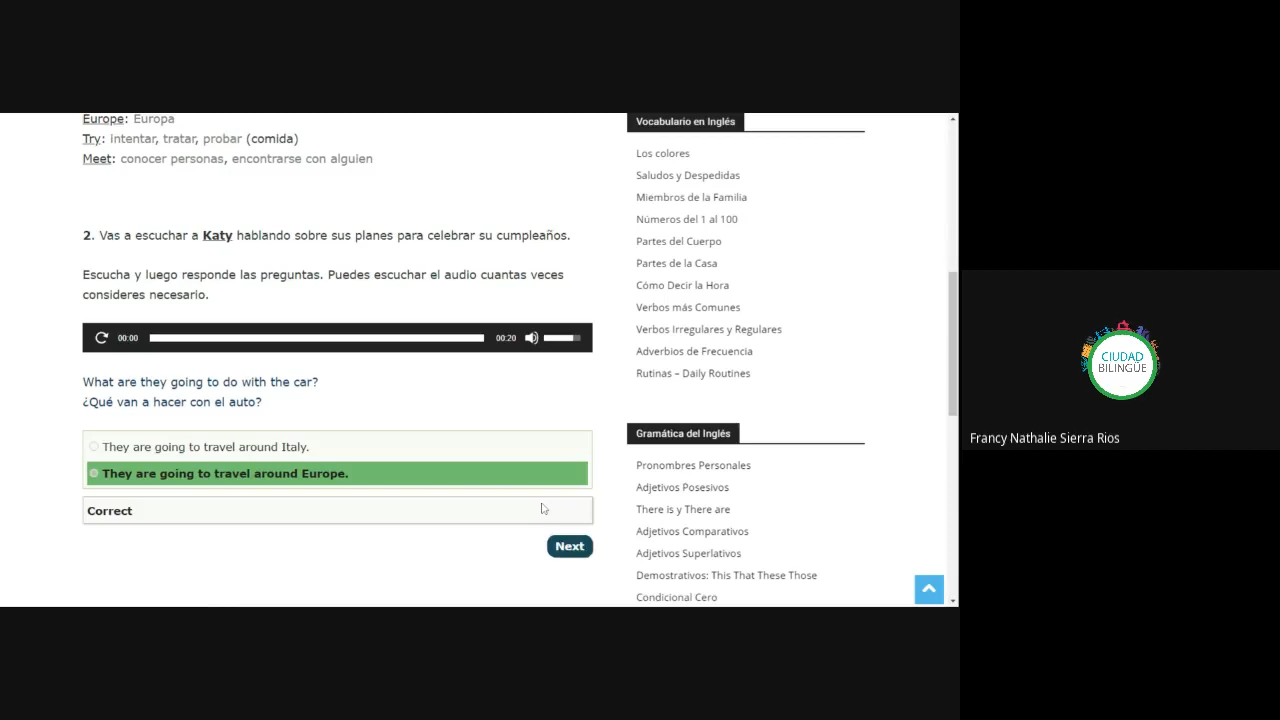 Europe: Europa
Try: intentar, tratar, probar (comida)
Meet: conocer personas, encontrarse con alguien
2. Vas a escuchar a Katy hablando sobre sus planes para celebrar su cumpleaños.
Escucha y luego responde las preguntas. Puedes escuchar el audio cuantas veces
consideres necesario.
00:00
00:20
What are they going to do with the car?
¿Qué van a hacer con el auto?
They are going to travel around Italy.
They are going to travel around Europe.
Correct
Next
Vocabulario en Inglés
Los colores
Saludos y Despedidas
Miembros de la Familia
Números del 1 al 100
Partes del Cuerpo
Partes de la Casa
Cómo Decir la Hora
Verbos más Comunes
Verbos Irregulares y Regulares
Adverbios de Frecuencia
Rutinas – Daily Routines
Gramática del Inglés
Pronombres Personales
Adjetivos Posesivos
There is y There are
Adjetivos Comparativos
Adjetivos Superlativos
Demostrativos: This That These Those
Condicional Cero
CIUDAD
BILINGÜE
Francy Nathalie Sierra Rios